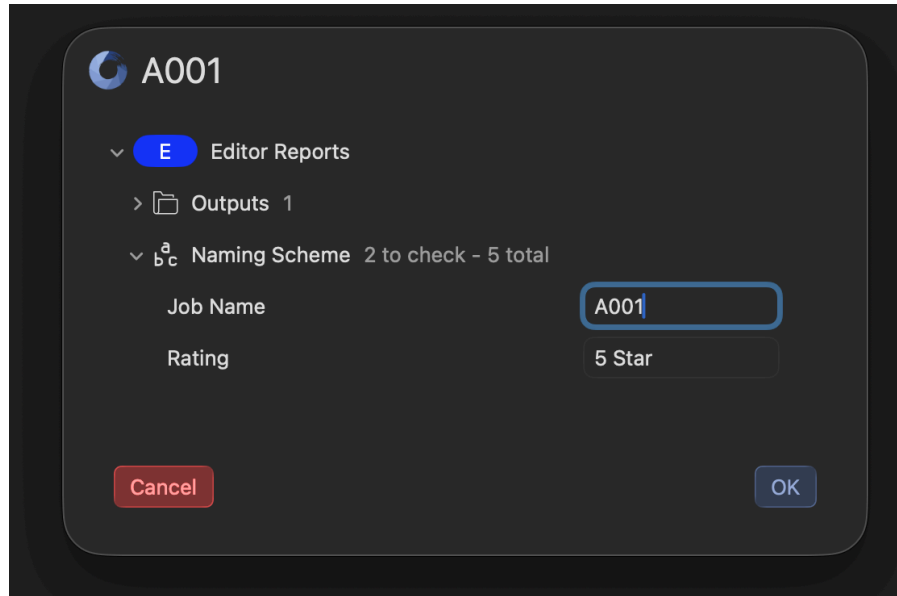 A001
E Editor Reports
Outputs 1
a
b c Naming Scheme 2 to check - 5 total
Job Name A001
Rating 5 Star
Cancel OK